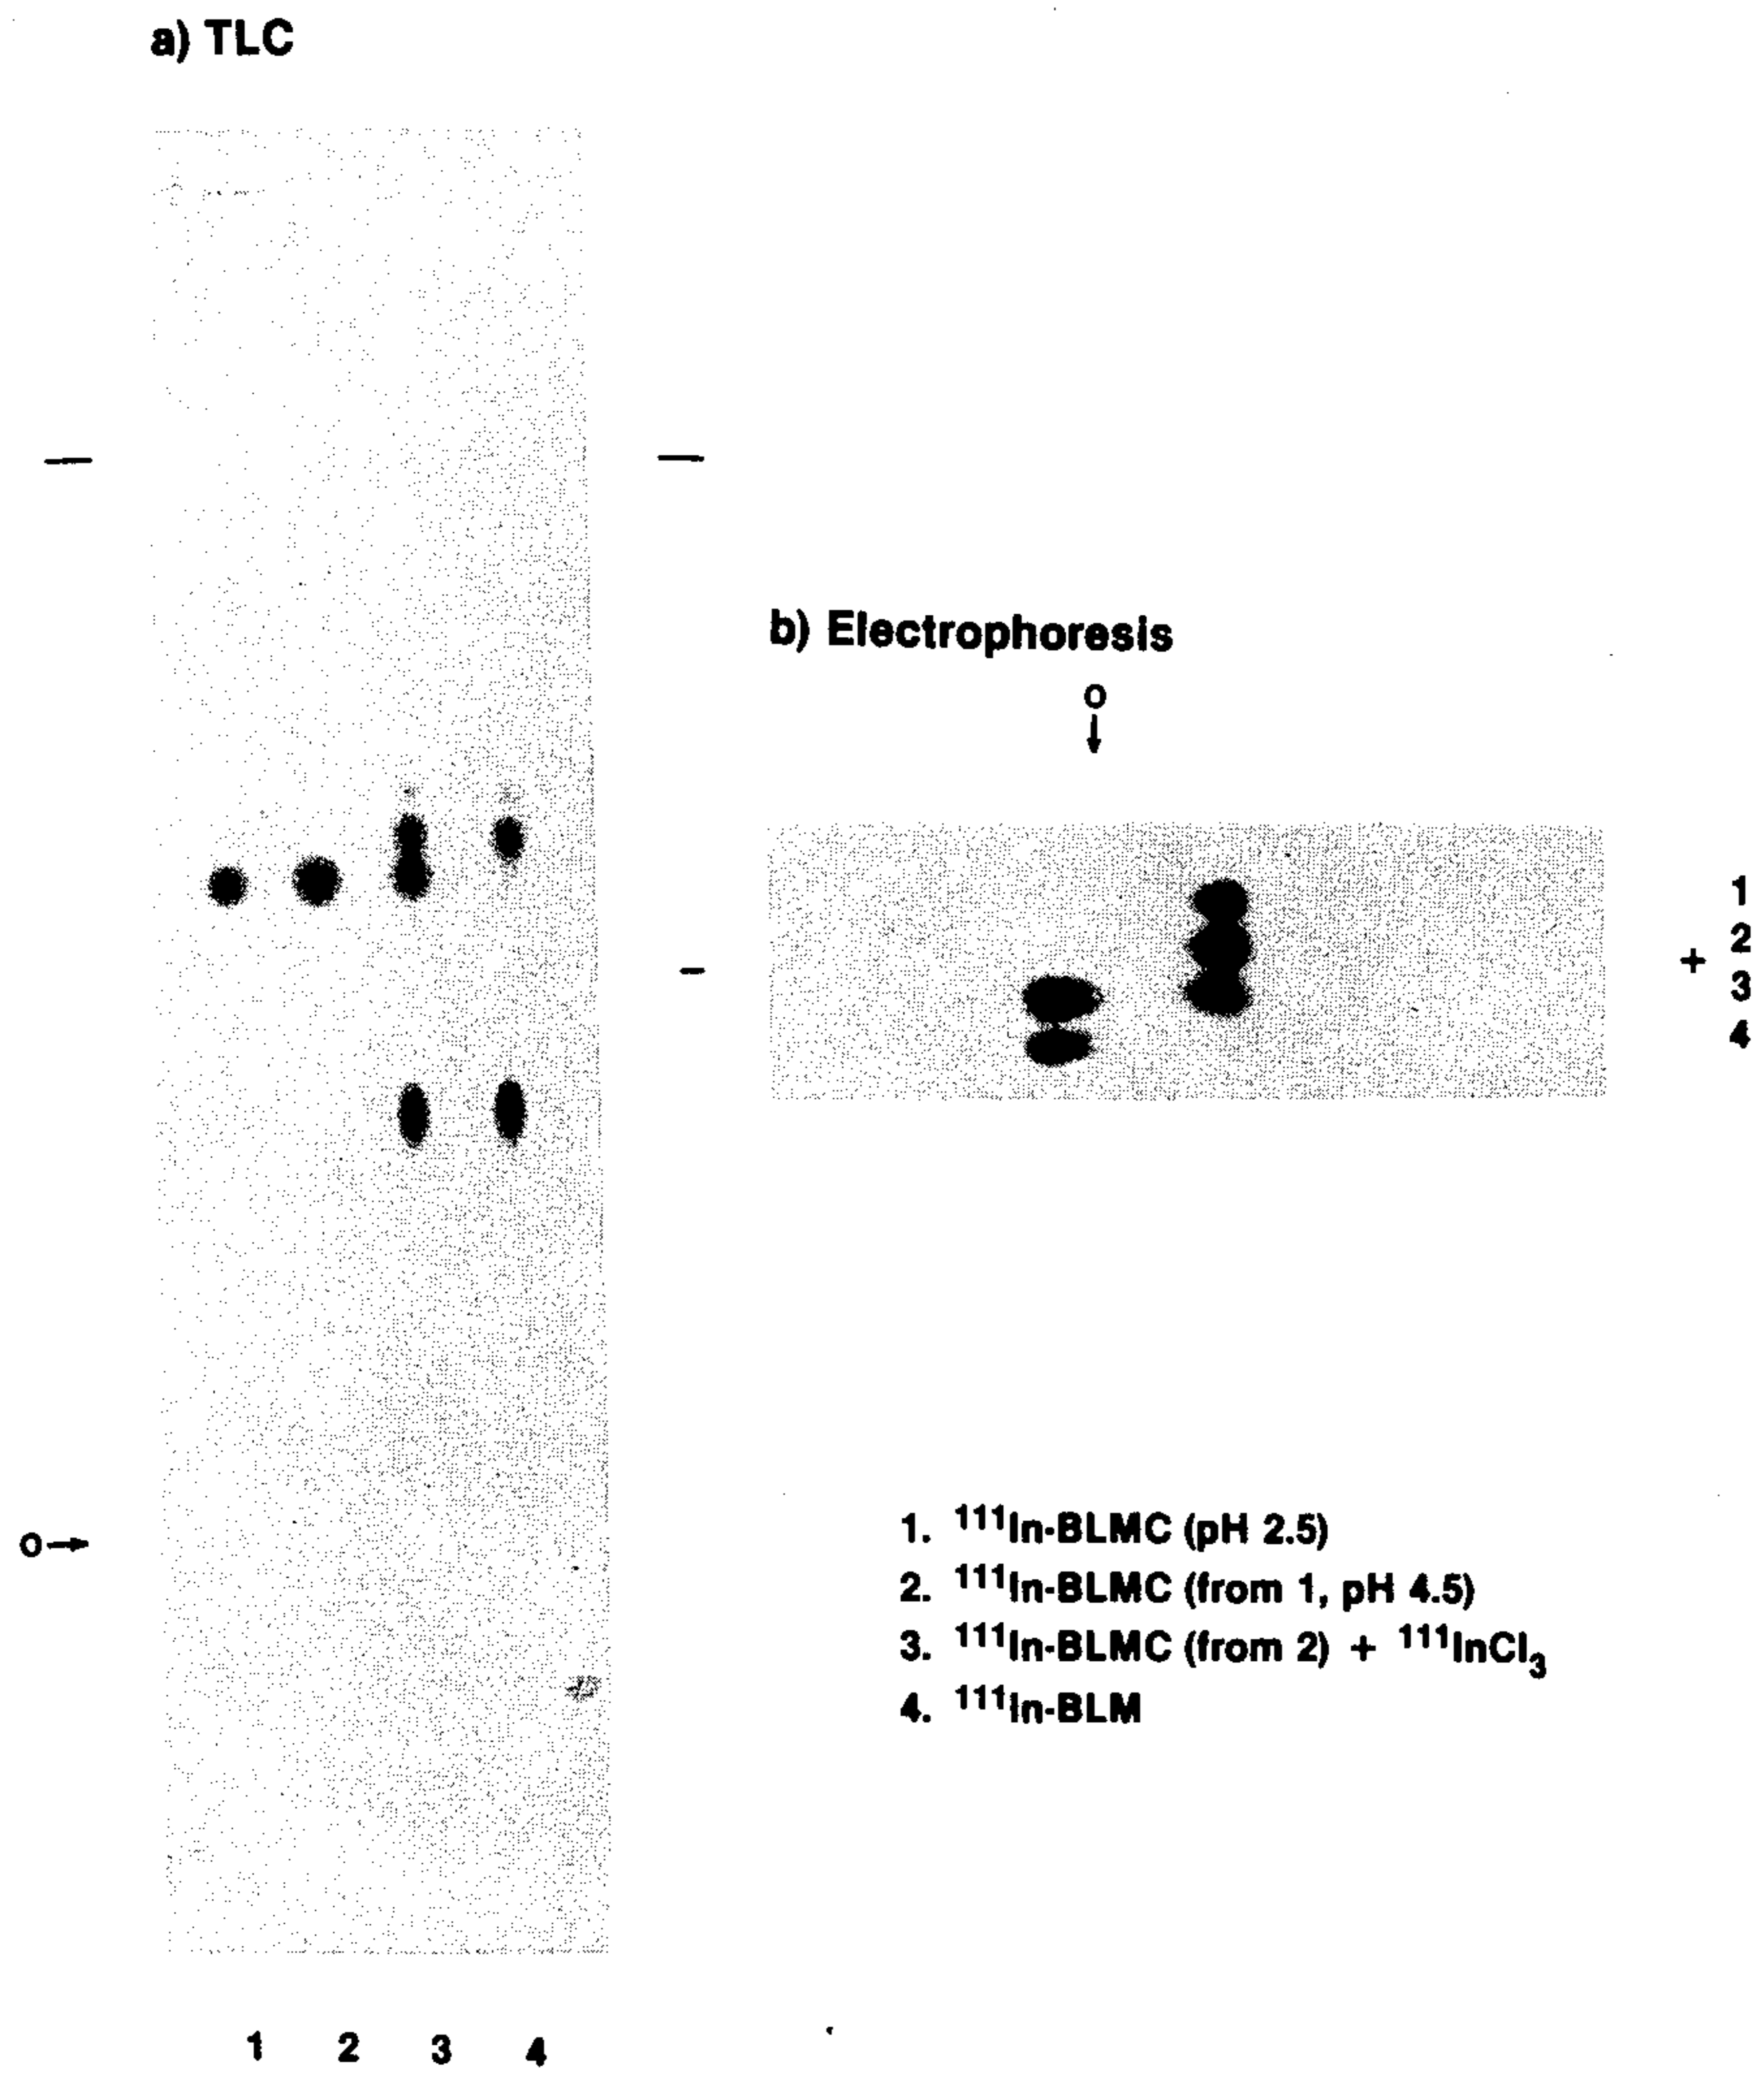 a) TLC
b) Electrophoresis
O
↓
1
2
− +
3
4
O→
1. ¹¹¹In-BLMC (pH 2.5)
2. ¹¹¹In-BLMC (from 1, pH 4.5)
3. ¹¹¹In-BLMC (from 2) + ¹¹¹InCl₃
4. ¹¹¹In-BLM
1 2 3 4